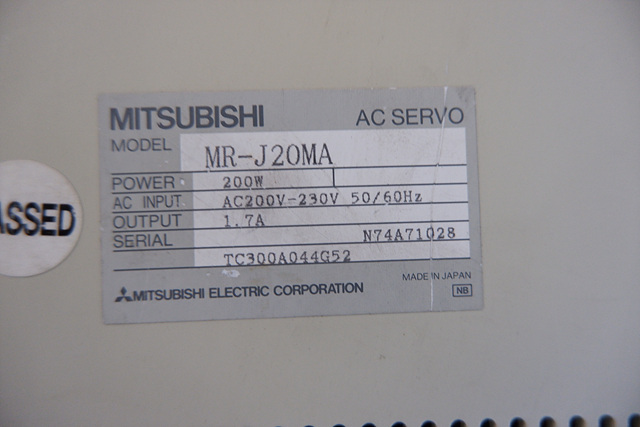 MITSUBISHI AC SERVO
MODEL MR-J20MA
POWER 200W
AC INPUT AC200V-230V 50/60Hz
OUTPUT 1.7A
SERIAL N74A71028
TC300A044G52
MITSUBISHI ELECTRIC CORPORATION
MADE IN JAPAN
NB
ASSED